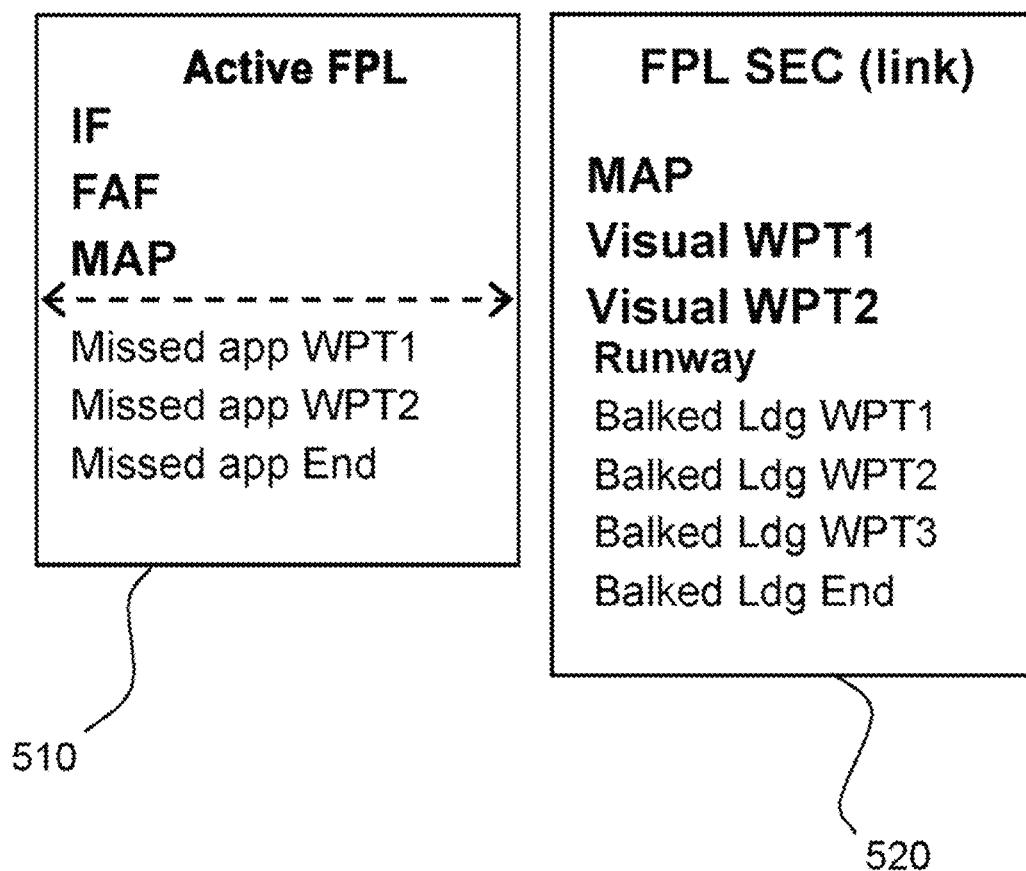 Active FPL
IF
FAF
MAP
Missed app WPT1
Missed app WPT2
Missed app End
510
FPL SEC (link)
MAP
Visual WPT1
Visual WPT2
Runway
Balked Ldg WPT1
Balked Ldg WPT2
Balked Ldg WPT3
Balked Ldg End
520